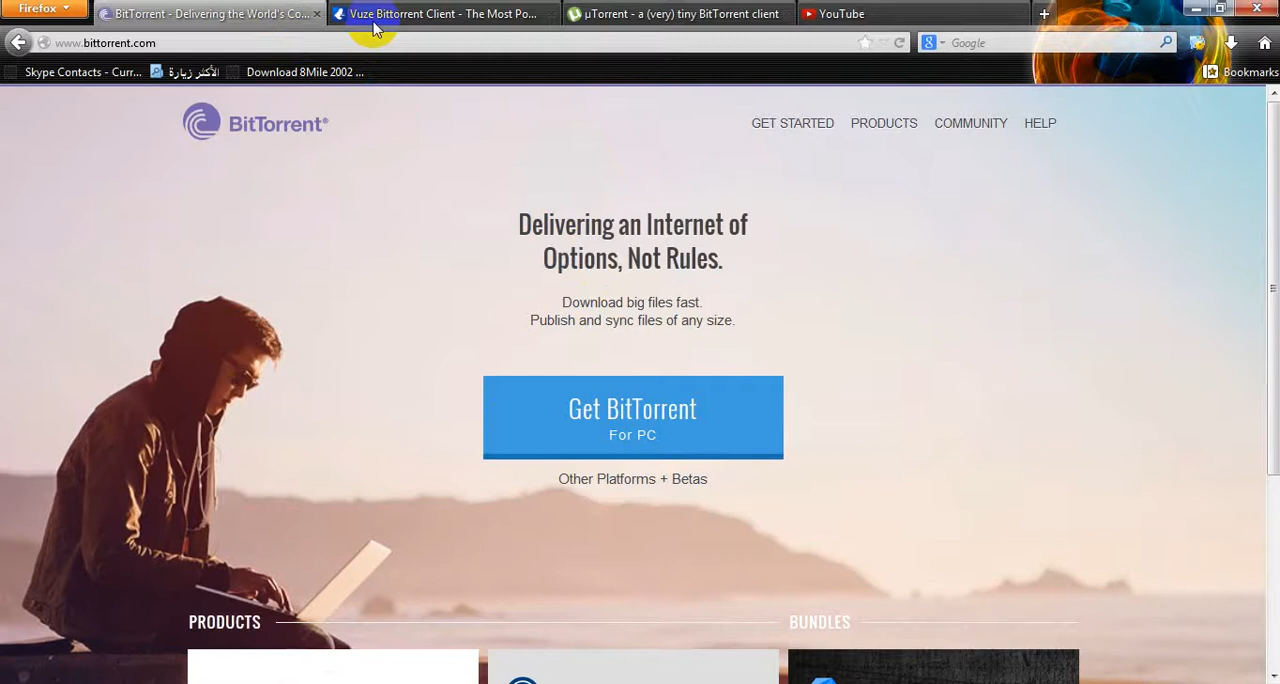 Firefox
BitTorrent - Delivering the World's Co...
Vuze Bittorrent Client - The Most Po...
µTorrent - a (very) tiny BitTorrent client
YouTube
www.bittorrent.com
Google
Skype Contacts - Curr...
الأكثر زيارة
Download 8Mile 2002 ...
Bookmarks
BitTorrent®
GET STARTED
PRODUCTS
COMMUNITY
HELP
Delivering an Internet of
Options, Not Rules.
Download big files fast.
Publish and sync files of any size.
Get BitTorrent
For PC
Other Platforms + Betas
PRODUCTS
BUNDLES